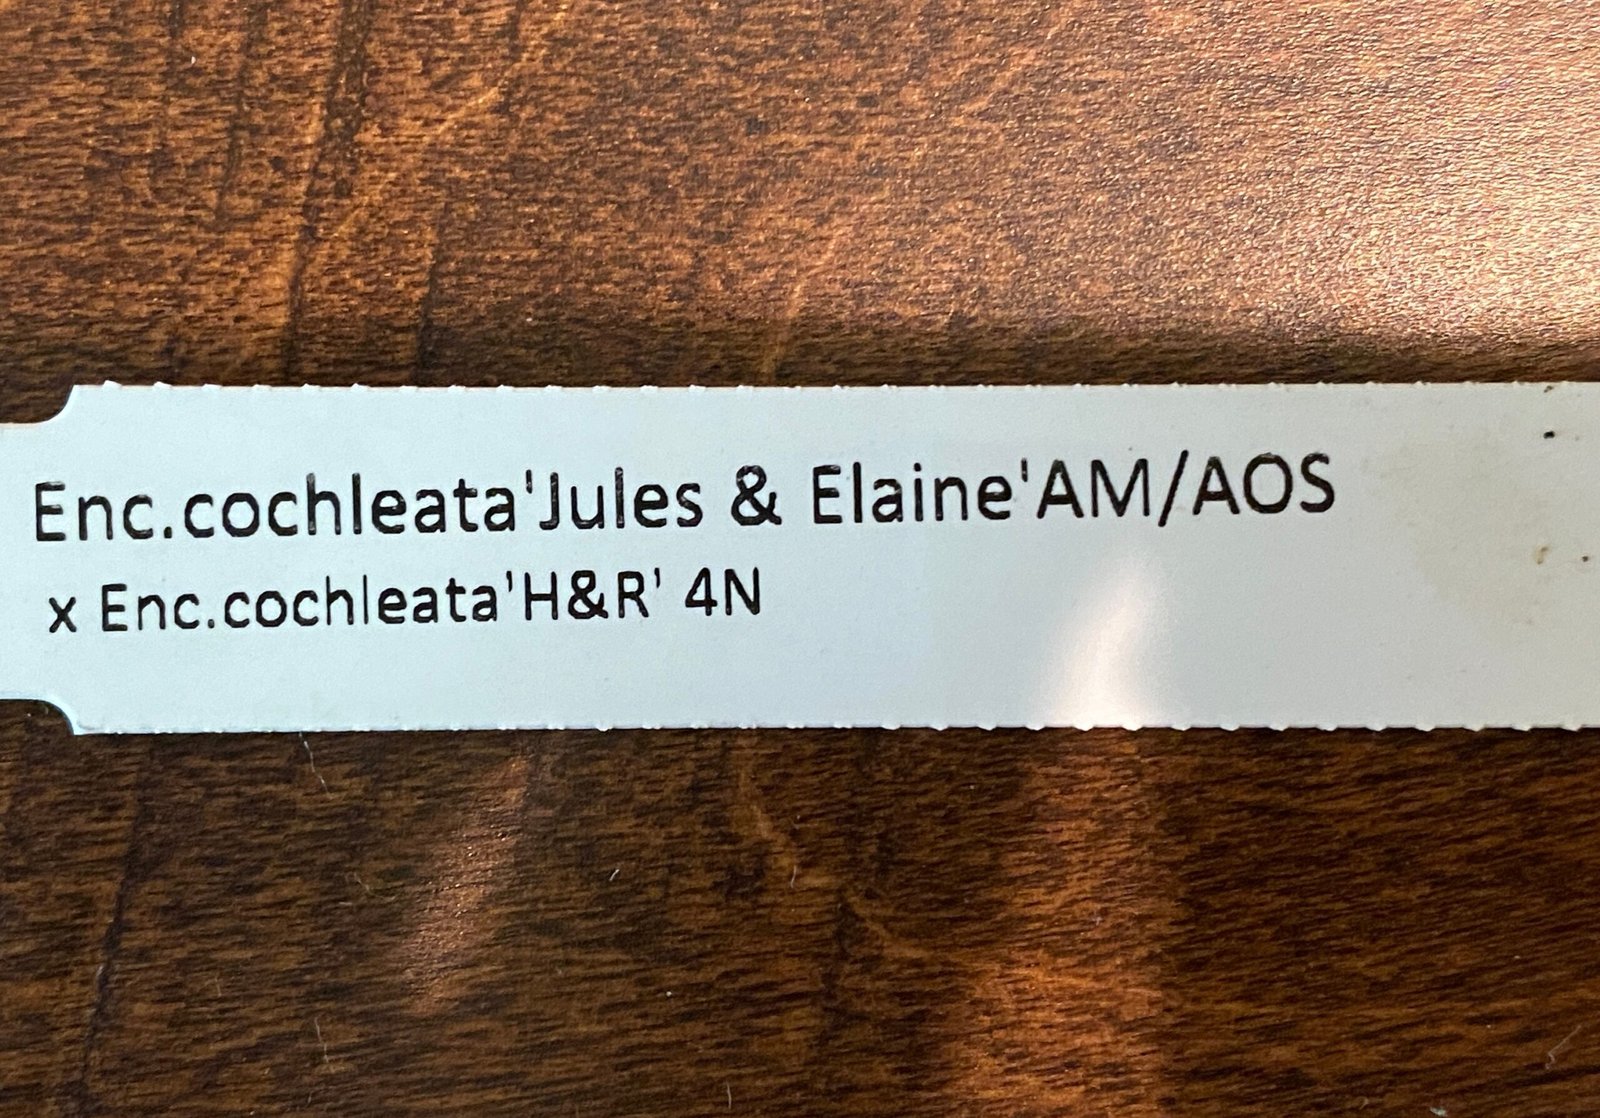 Enc.cochleata'Jules & Elaine'AM/AOS
x Enc.cochleata'H&R' 4N